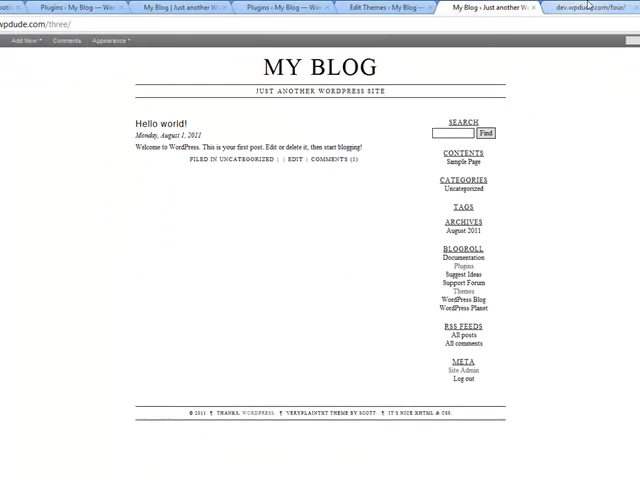 Plugins ‹ My Blog — Wor
My Blog | Just another Wo
Plugins ‹ My Blog — Wor
Edit Themes ‹ My Blog —
My Blog › Just another W
dev.wpdude.com/four/
wpdude.com/three/
Add New
Comments
Appearance
MY BLOG
JUST ANOTHER WORDPRESS SITE
Hello world!
Monday, August 1, 2011
Welcome to WordPress. This is your first post. Edit or delete it, then start blogging!
FILED IN UNCATEGORIZED | | EDIT | COMMENTS (1)
SEARCH
Find
CONTENTS
Sample Page
CATEGORIES
Uncategorized
TAGS
ARCHIVES
August 2011
BLOGROLL
Documentation
Plugins
Suggest Ideas
Support Forum
Themes
WordPress Blog
WordPress Planet
RSS FEEDS
All posts
All comments
META
Site Admin
Log out
© 2011 ¶ THANKS, WORDPRESS. ¶ VERYPLAINTXT THEME BY SCOTT. ¶ IT'S NICE XHTML & CSS.